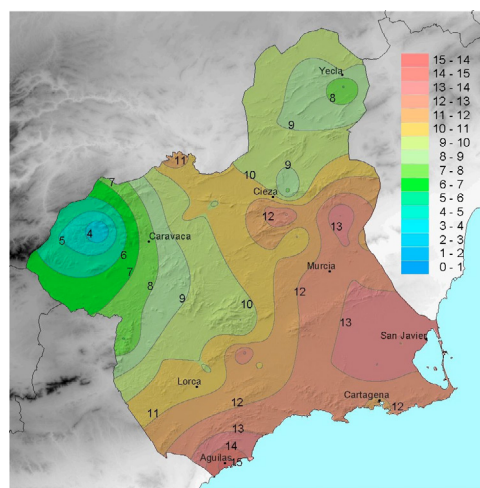 Yecla
8
9
9
10
11
Cieza
12
13
7
5
4
6
7
Caravaca
8
9
10
Murcia
12
13
San Javier
Lorca
11
12
Cartagena
12
13
14
Aguilas
15
15 - 14
14 - 15
13 - 14
12 - 13
11 - 12
10 - 11
9 - 10
8 - 9
7 - 8
6 - 7
5 - 6
4 - 5
3 - 4
2 - 3
1 - 2
0 - 1